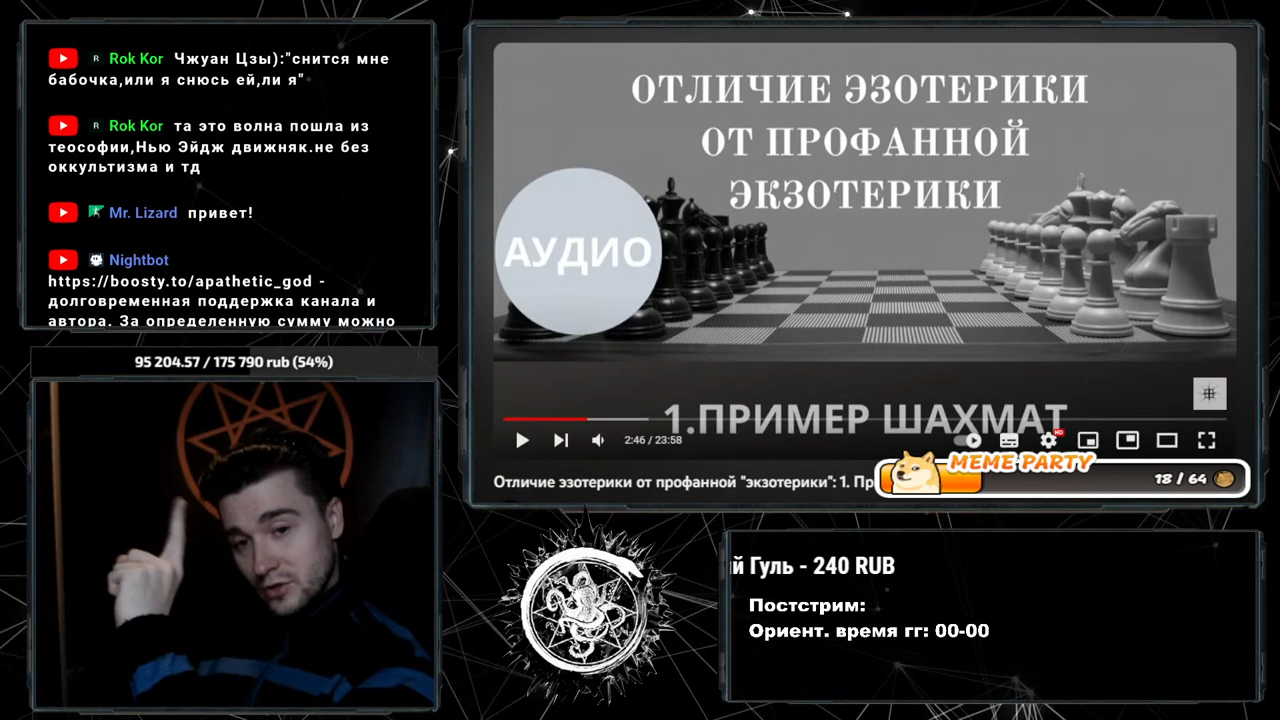 Rok Kor Чжуан Цзы):"снится мне
бабочка,или я снюсь ей,ли я"
Rok Kor та это волна пошла из
теософии,Нью Эйдж движняк.не без
оккультизма и тд
Mr. Lizard привет!
Nightbot
https://boosty.to/apathetic_god -
долговременная поддержка канала и
автора. За определенную сумму можно
95 204.57 / 175 790 rub (54%)
ОТЛИЧИЕ ЭЗОТЕРИКИ
ОТ ПРОФАННОЙ
ЭКЗОТЕРИКИ
АУДИО
1.ПРИМЕР ШАХМАТ
2:46 / 23:58
HD
Отличие эзотерики от профанной "экзотерики": 1. Пр
MEME PARTY
18 / 64
й Гуль - 240 RUB
Постстрим:
Ориент. время гг: 00-00